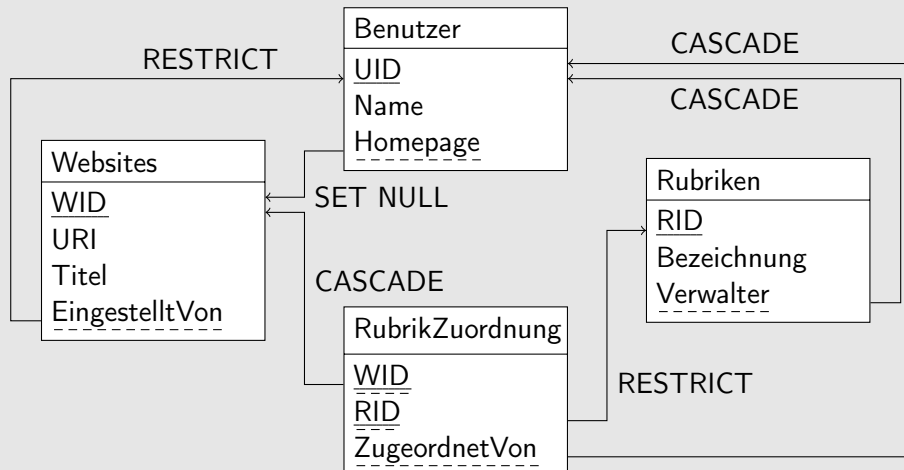 Benutzer
UID
Name
Homepage
RESTRICT
CASCADE
CASCADE
Websites
WID
URI
Titel
EingestelltVon
SET NULL
CASCADE
Rubriken
RID
Bezeichnung
Verwalter
RubrikZuordnung
WID
RID
ZugeordnetVon
RESTRICT